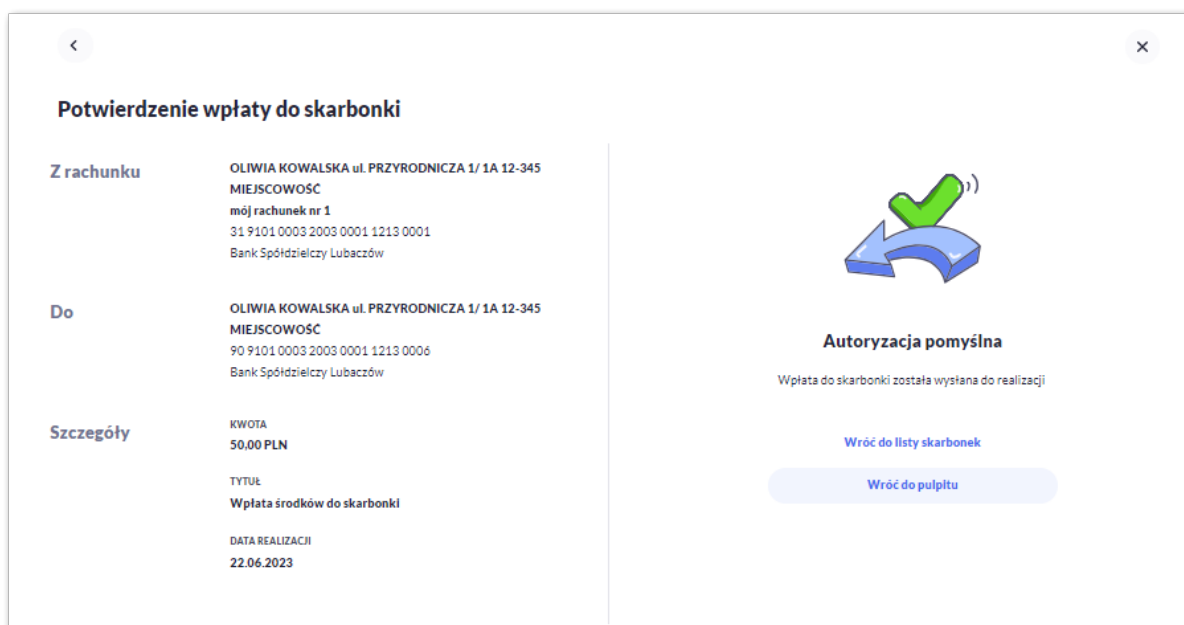 Potwierdzenie wpłaty do skarbonki
Z rachunku
OLIWIA KOWALSKA ul. PRZYRODNICZA 1/ 1A 12-345
MIEJSCOWOŚĆ
mój rachunek nr 1
31 9101 0003 2003 0001 1213 0001
Bank Spółdzielczy Lubaczów
Do
OLIWIA KOWALSKA ul. PRZYRODNICZA 1/ 1A 12-345
MIEJSCOWOŚĆ
90 9101 0003 2003 0001 1213 0006
Bank Spółdzielczy Lubaczów
Szczegóły
KWOTA
50,00 PLN
TYTUŁ
Wpłata środków do skarbonki
DATA REALIZACJI
22.06.2023
Autoryzacja pomyślna
Wpłata do skarbonki została wysłana do realizacji
Wróć do listy skarbonek
Wróć do pulpitu